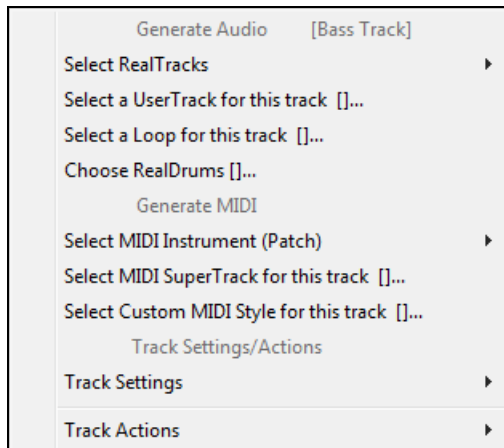 Generate Audio [Bass Track]
Select RealTracks
Select a UserTrack for this track []...
Select a Loop for this track []...
Choose RealDrums []...
Generate MIDI
Select MIDI Instrument (Patch)
Select MIDI SuperTrack for this track []...
Select Custom MIDI Style for this track []...
Track Settings/Actions
Track Settings
Track Actions